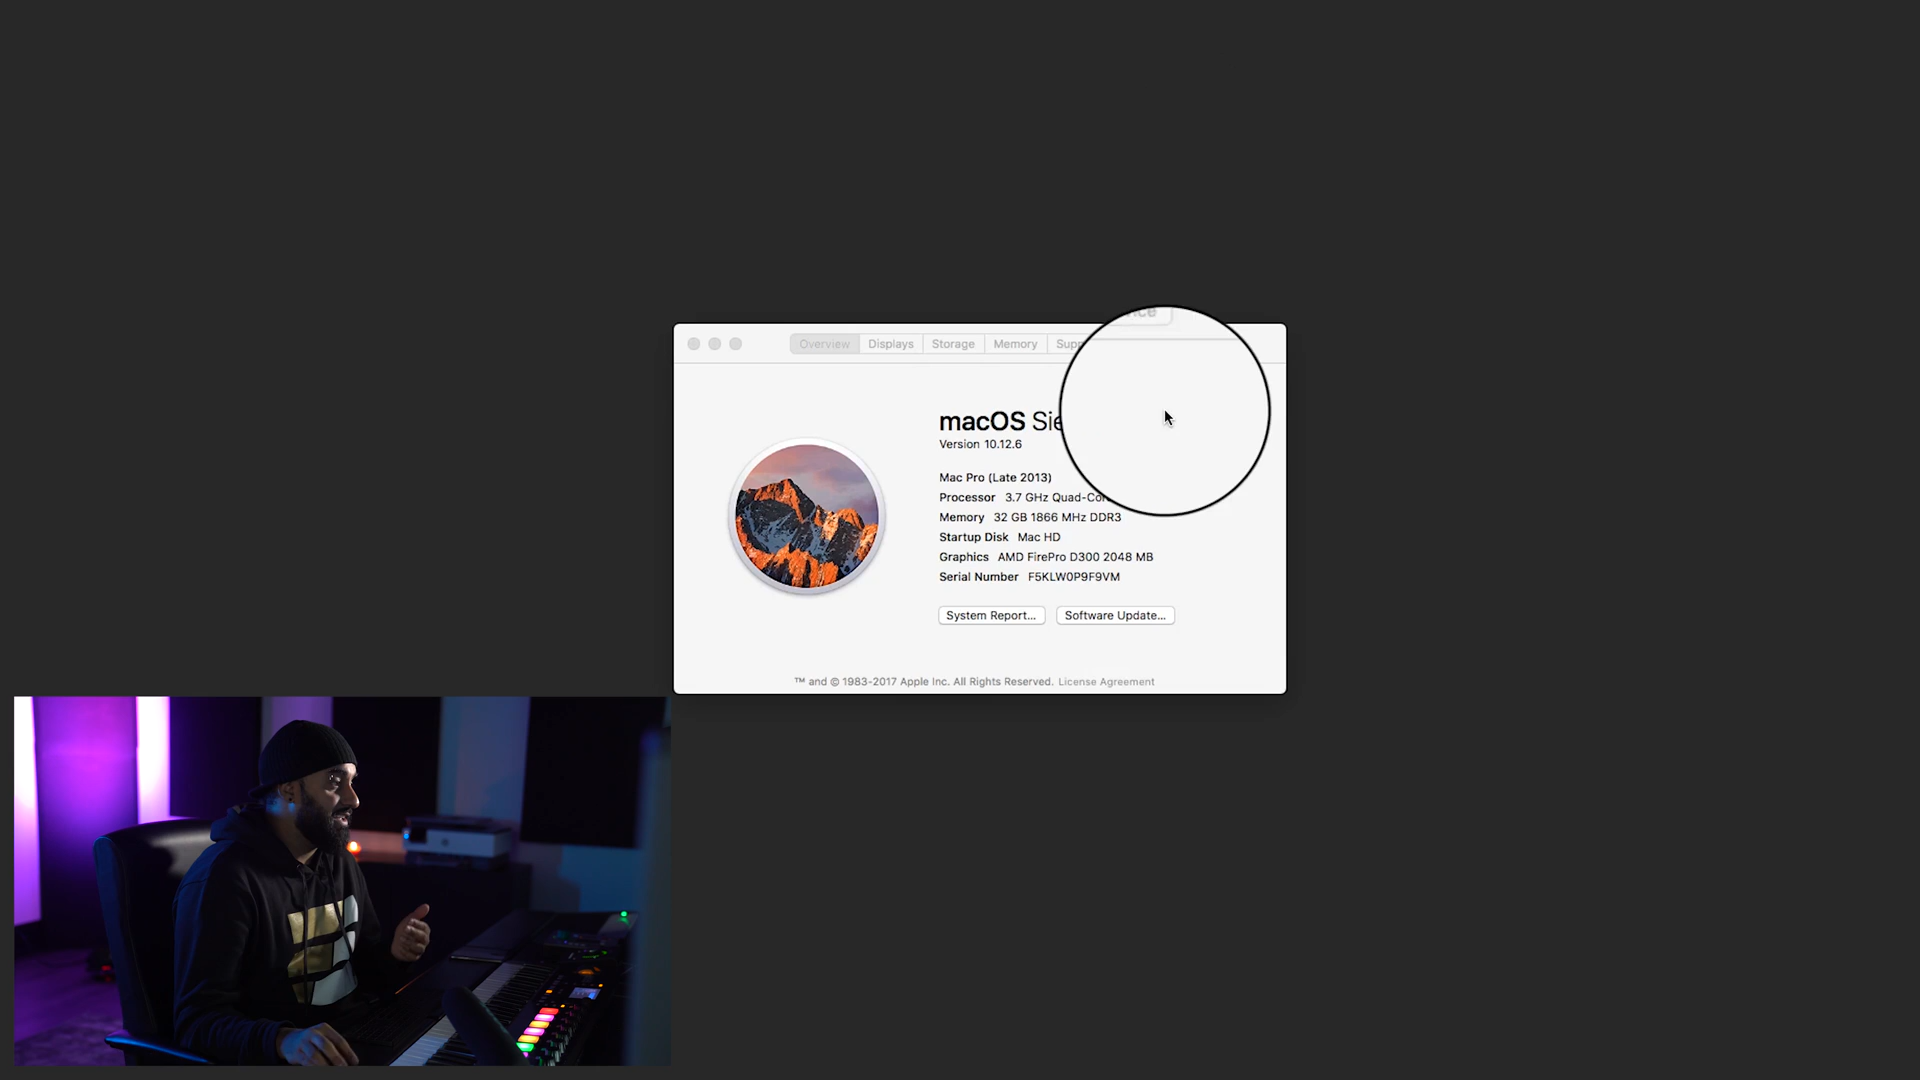 Overview Displays Storage Memory
macOS
Version 10.12.6
Mac Pro (Late 2013)
Processor 3.7 GHz
Memory 32 GB 1866 MHz DDR3
Startup Disk Mac HD
Graphics AMD FirePro D300 2048 MB
Serial Number F5KLW0P9F9VM
System Report... Software Update...
™ and © 1983-2017 Apple Inc. All Rights Reserved. License Agreement